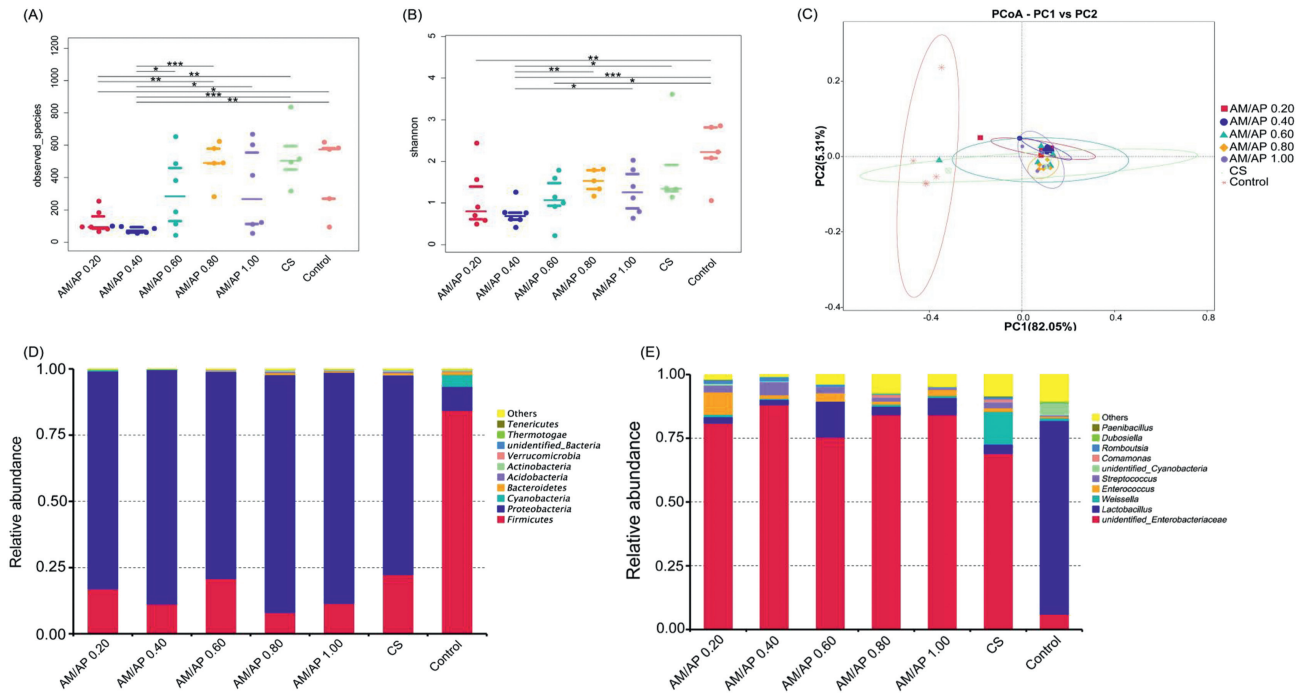 (A)
observed_species
1200
1000
800
600
400
200
0
***
*
**
**
*
*
***
**
AM/AP 0.20
AM/AP 0.40
AM/AP 0.60
AM/AP 0.80
AM/AP 1.00
CS
Control
(B)
shannon
5
4
3
2
1
0
**
*
**
***
*
*
AM/AP 0.20
AM/AP 0.40
AM/AP 0.60
AM/AP 0.80
AM/AP 1.00
CS
Control
(C)
PCoA - PC1 vs PC2
PC2(5.31%)
0.2
0.0
-0.2
-0.4
-0.4
0.0
0.4
0.8
PC1(82.05%)
AM/AP 0.20
AM/AP 0.40
AM/AP 0.60
AM/AP 0.80
AM/AP 1.00
CS
Control
(D)
Relative abundance
1.00
0.75
0.50
0.25
0.00
AM/AP 0.20
AM/AP 0.40
AM/AP 0.60
AM/AP 0.80
AM/AP 1.00
CS
Control
Others
Tenericutes
Thermotogae
unidentified_Bacteria
Verrucomicrobia
Actinobacteria
Acidobacteria
Bacteroidetes
Cyanobacteria
Proteobacteria
Firmicutes
(E)
Relative abundance
1.00
0.75
0.50
0.25
0.00
AM/AP 0.20
AM/AP 0.40
AM/AP 0.60
AM/AP 0.80
AM/AP 1.00
CS
Control
Others
Paenibacillus
Dubosiella
Romboutsia
Comamonas
unidentified_Cyanobacteria
Streptococcus
Enterococcus
Weissella
Lactobacillus
unidentified_Enterobacteriaceae